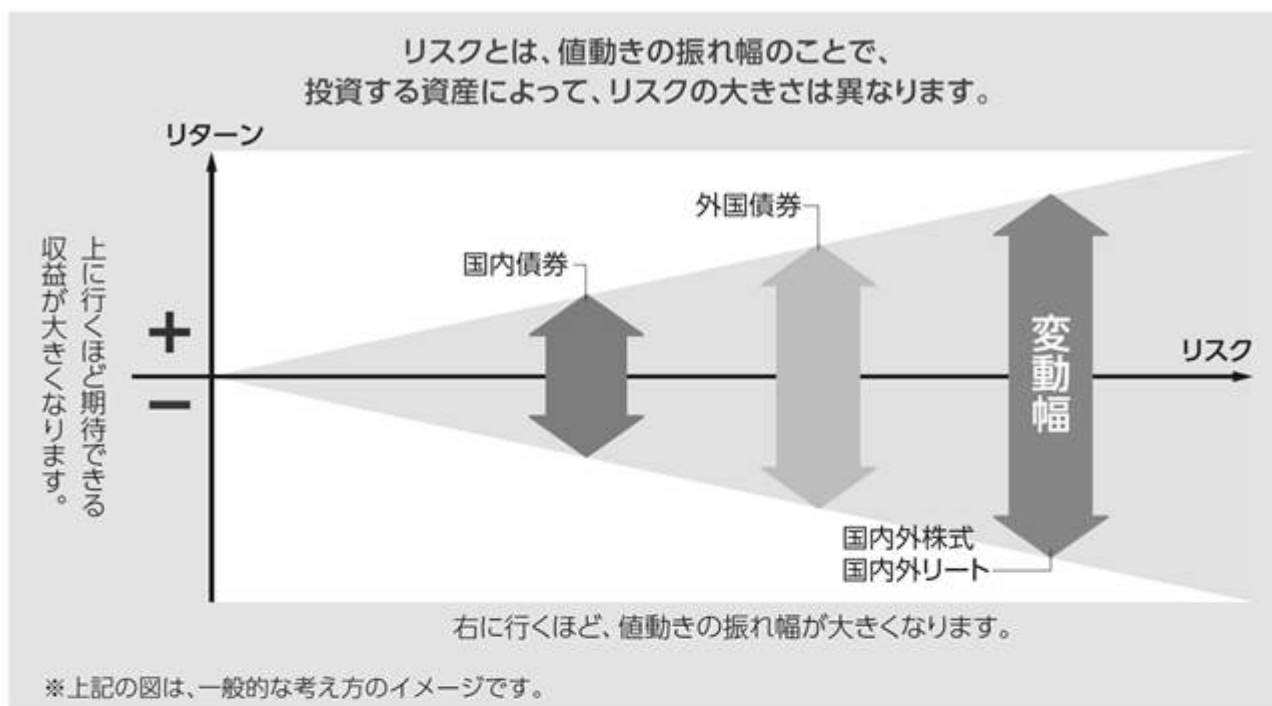 リスクとは、値動きの振れ幅のことで、
投資する資産によって、リスクの大きさは異なります。
リターン
上に行くほど期待できる
収益が大きくなります。
+
−
国内債券
外国債券
変動幅
リスク
国内外株式
国内外リート
右に行くほど、値動きの振れ幅が大きくなります。
※上記の図は、一般的な考え方のイメージです。